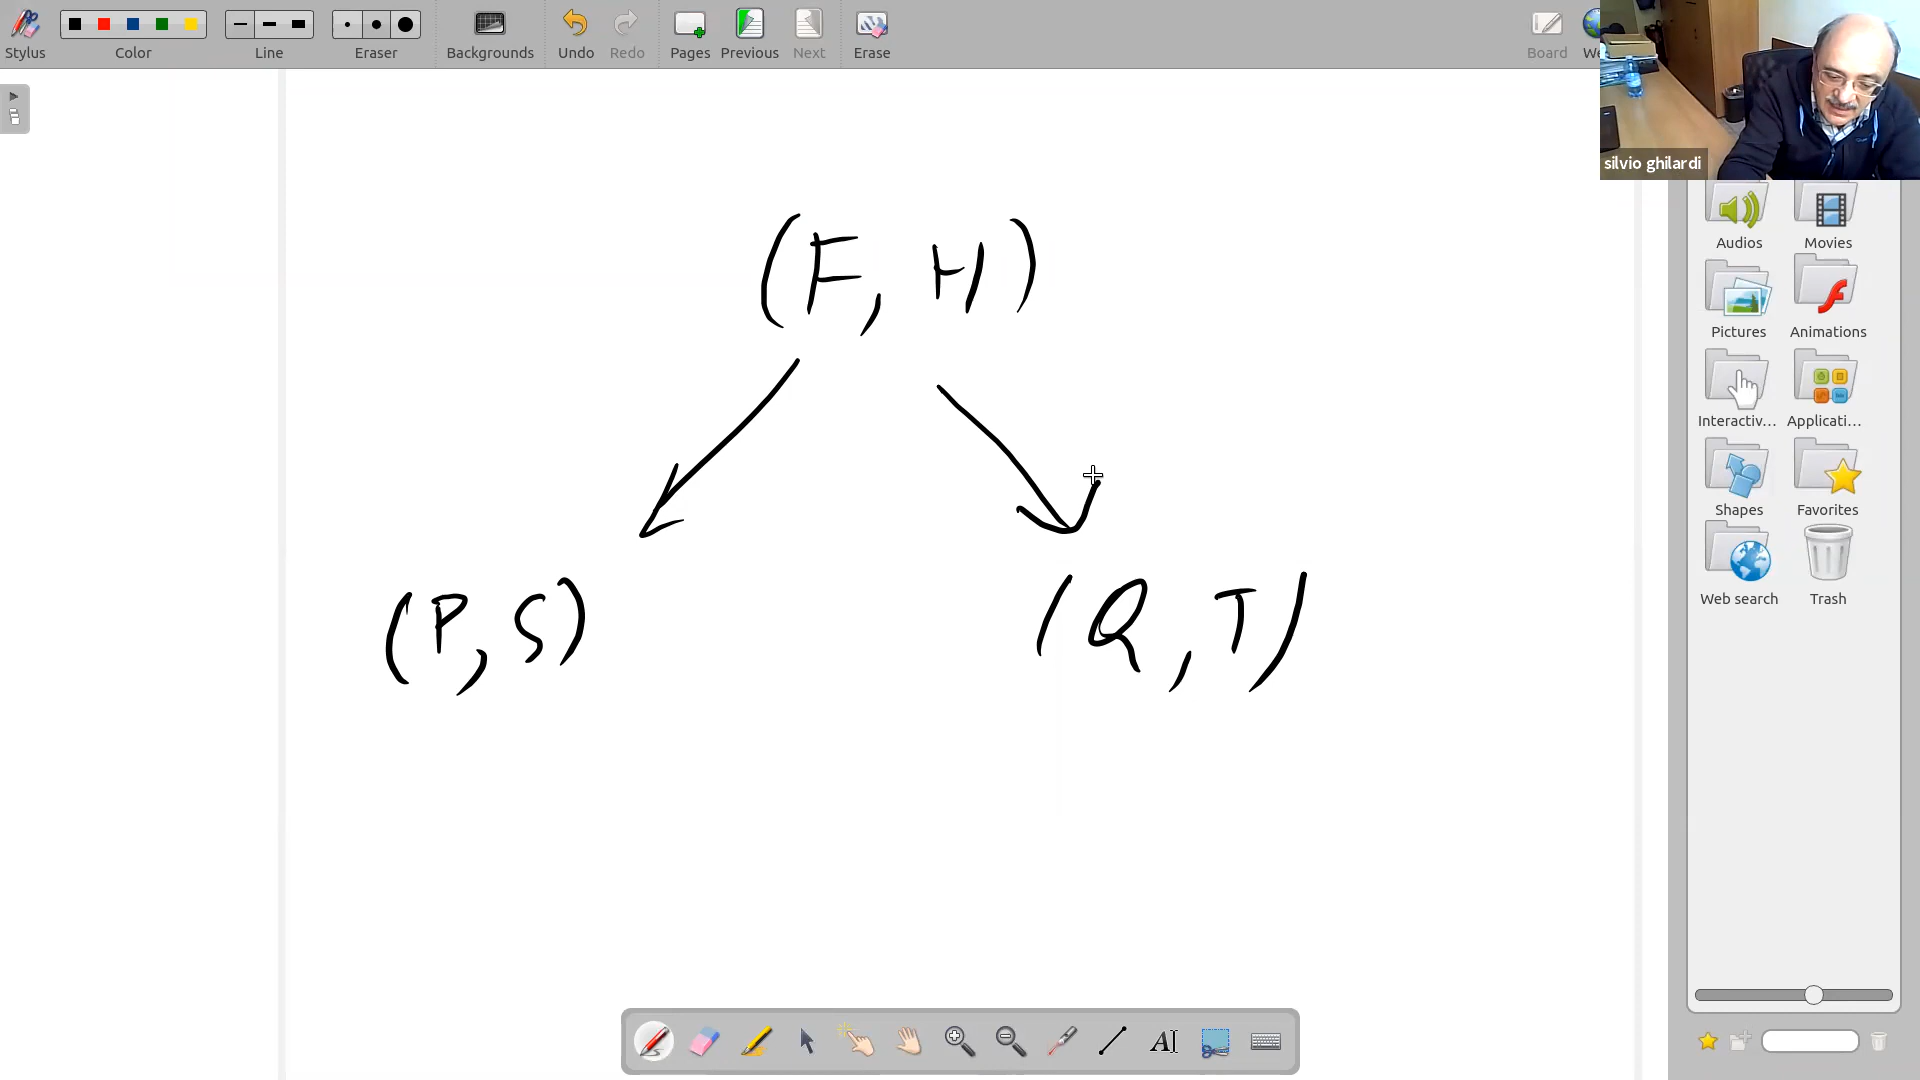 Stylus Color Line Eraser Backgrounds Undo Redo Pages Previous Next Erase Board
silvio ghilardi
(F, H)
(P, S) (Q, T)
Audios Movies
Pictures Animations
Interactiv... Applicati...
Shapes Favorites
Web search Trash